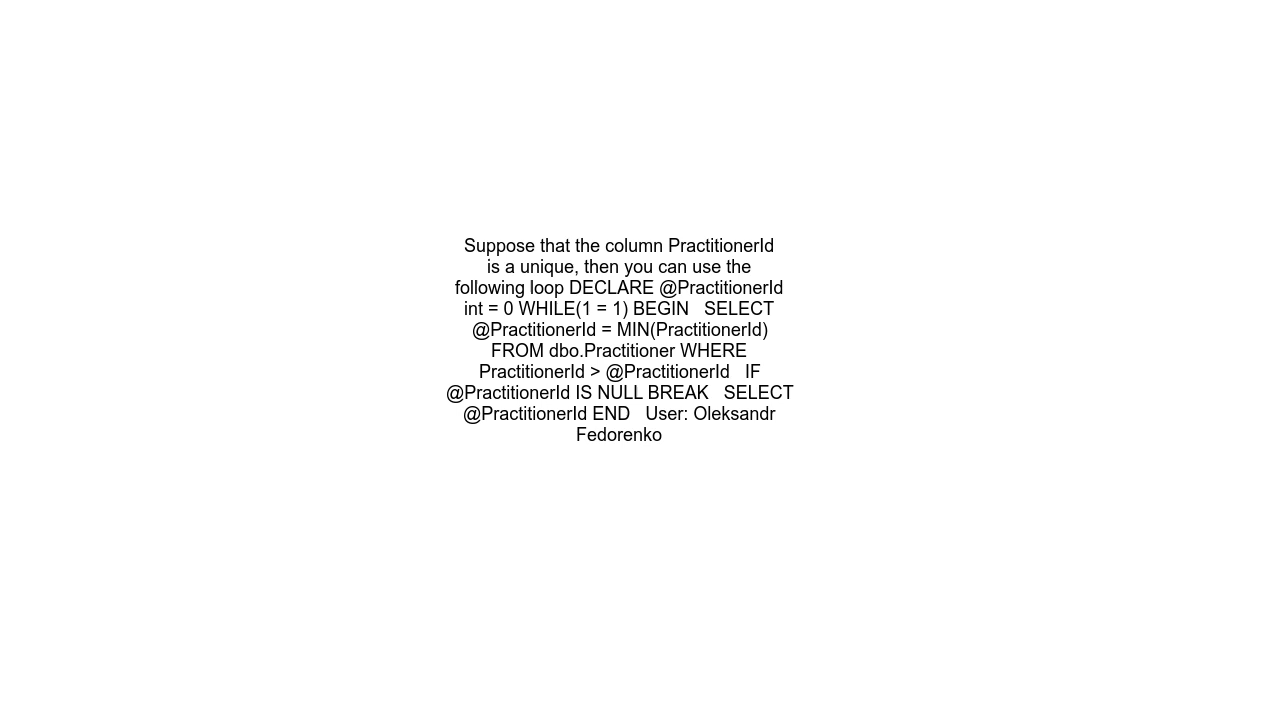 Suppose that the column PractitionerId
is a unique, then you can use the
following loop DECLARE @PractitionerId
int = 0 WHILE(1 = 1) BEGIN   SELECT
@PractitionerId = MIN(PractitionerId)
FROM dbo.Practitioner WHERE
PractitionerId > @PractitionerId   IF
@PractitionerId IS NULL BREAK   SELECT
@PractitionerId END   User: Oleksandr
Fedorenko